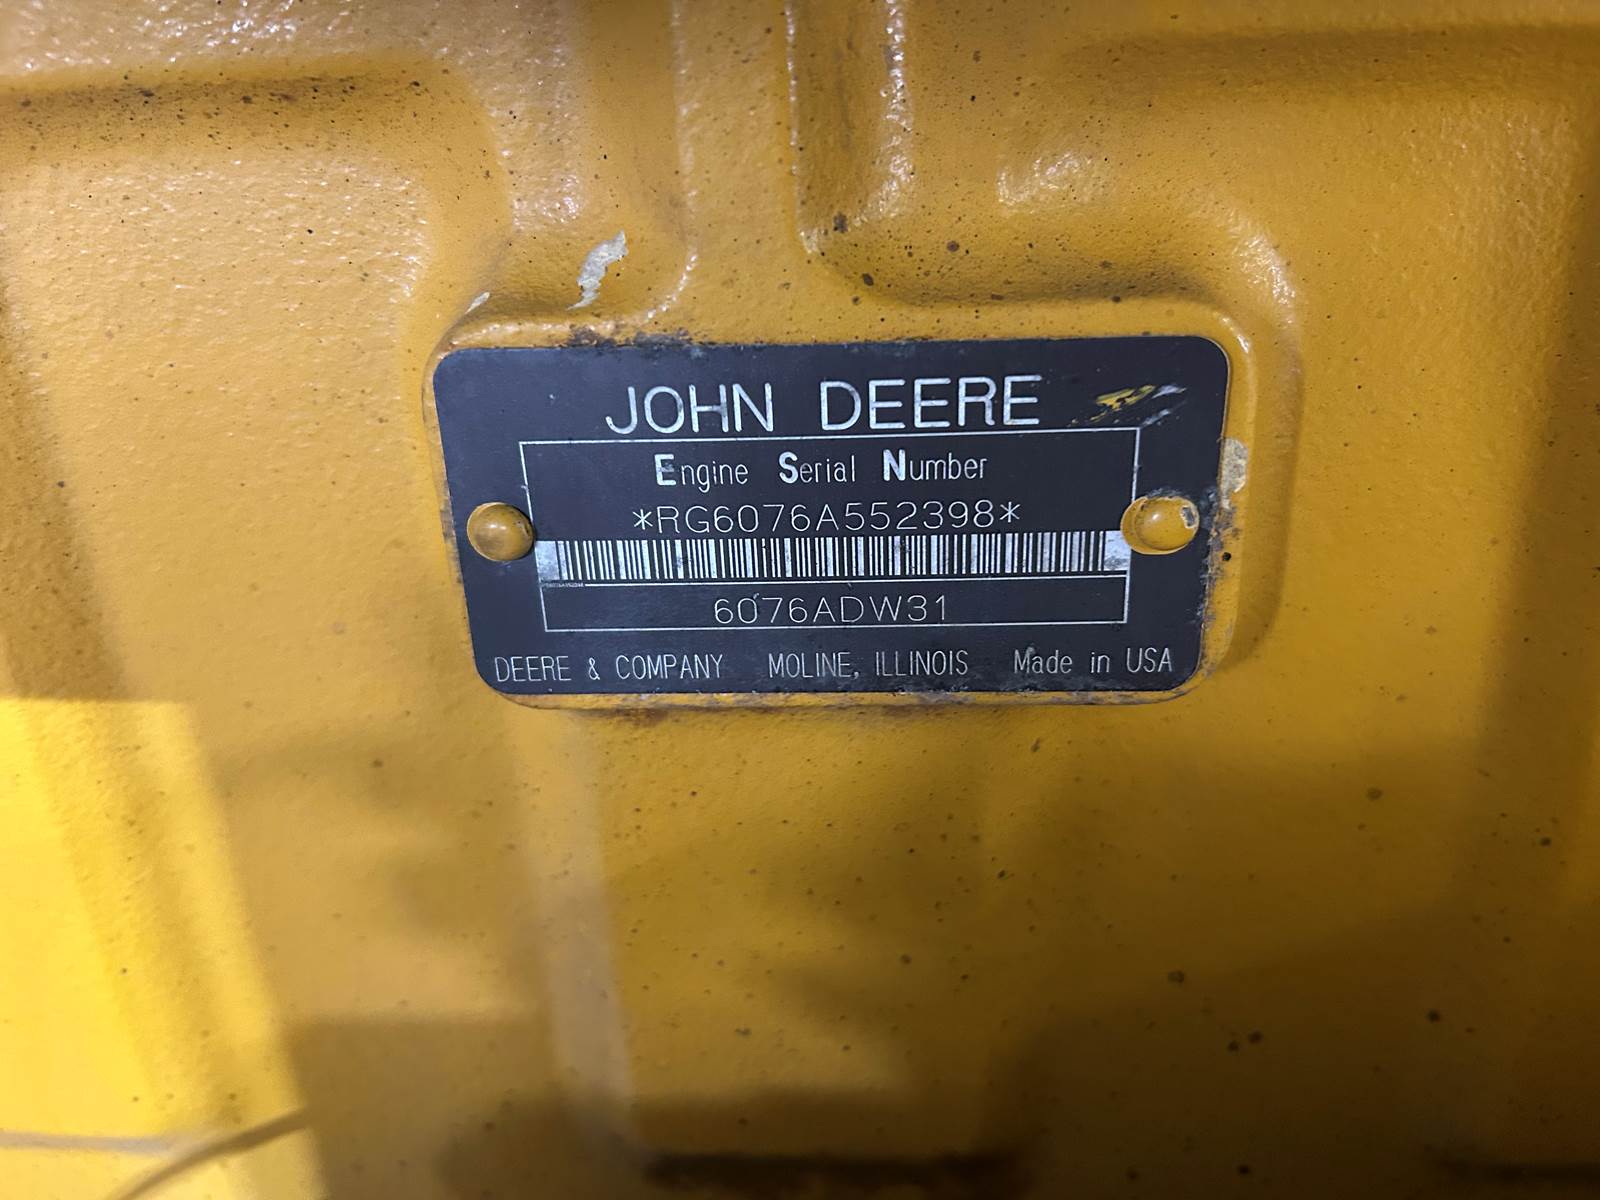 JOHN DEERE
Engine Serial Number
*RG6076A552398*
6076ADW31
DEERE & COMPANY MOLINE, ILLINOIS Made in USA